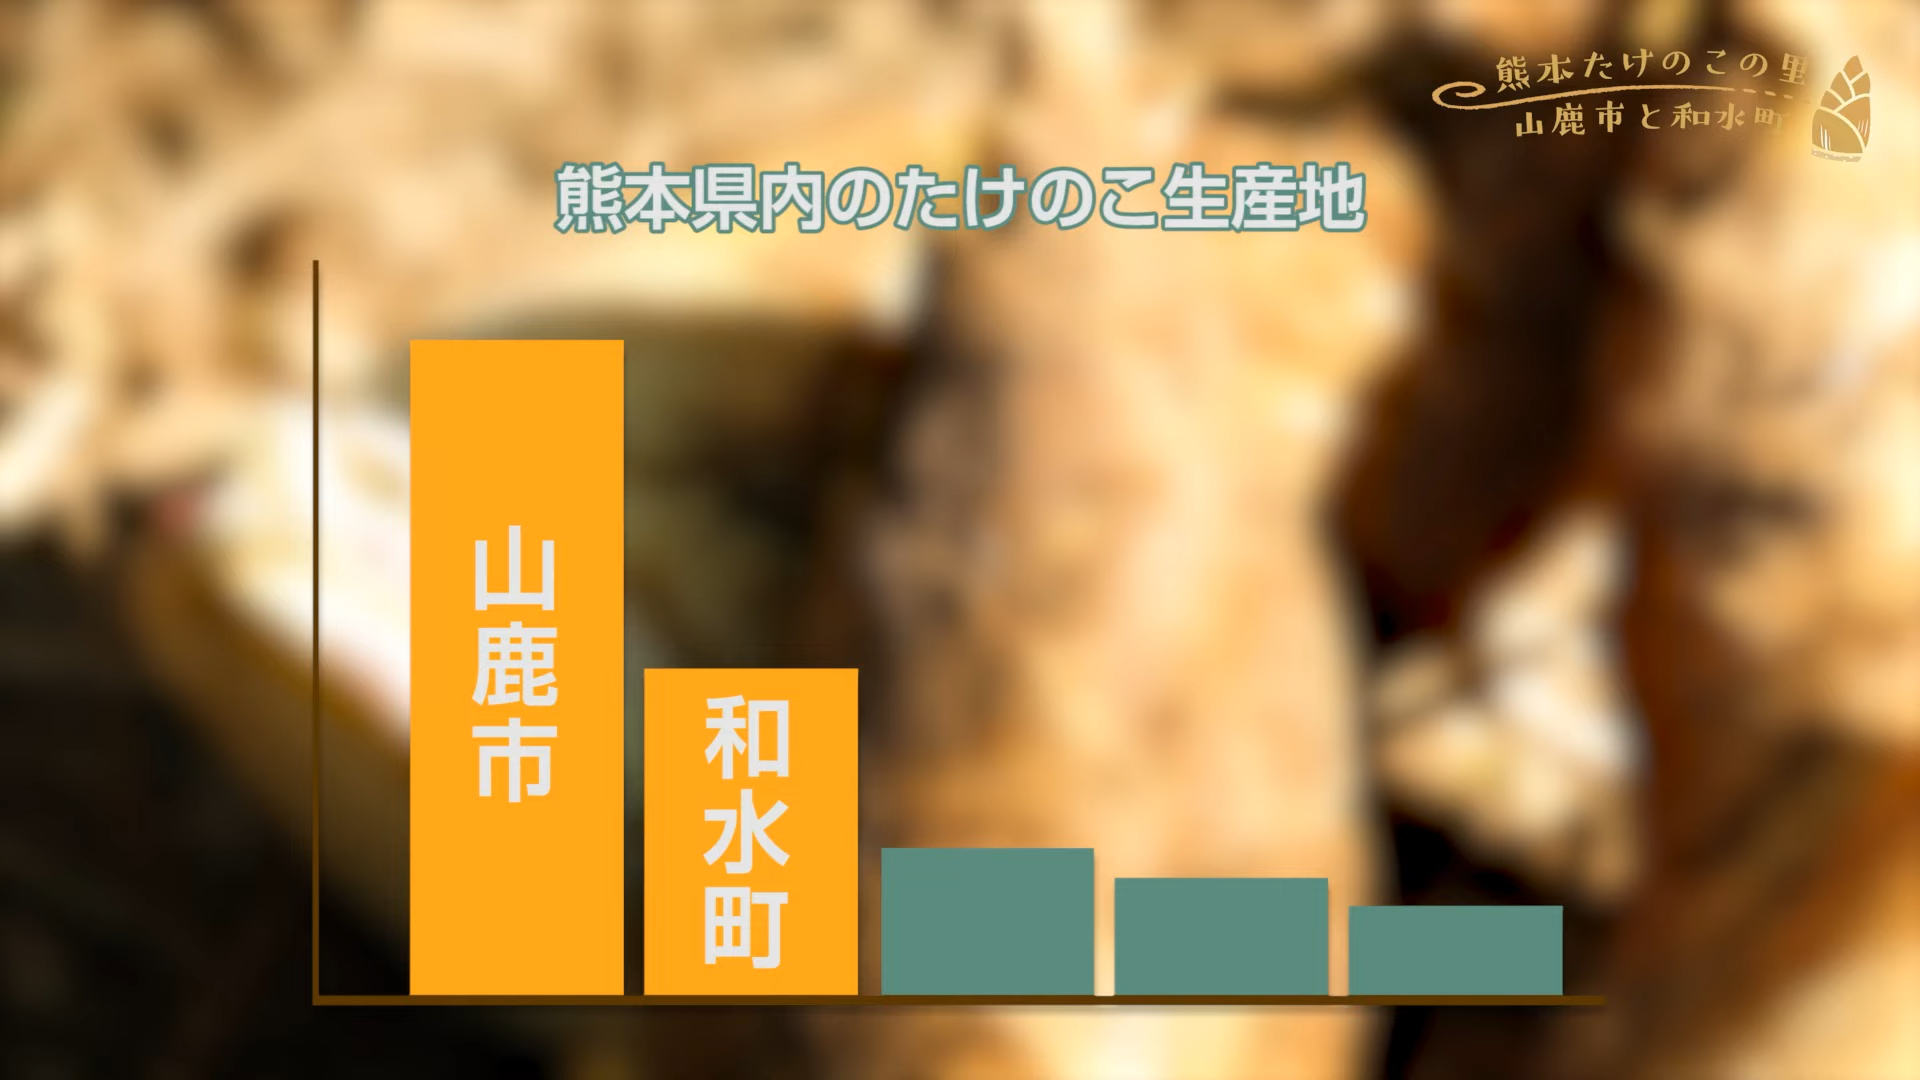 熊本たけのこの里
山鹿市と和水町
熊本県内のたけのこ生産地
山鹿市
和水町